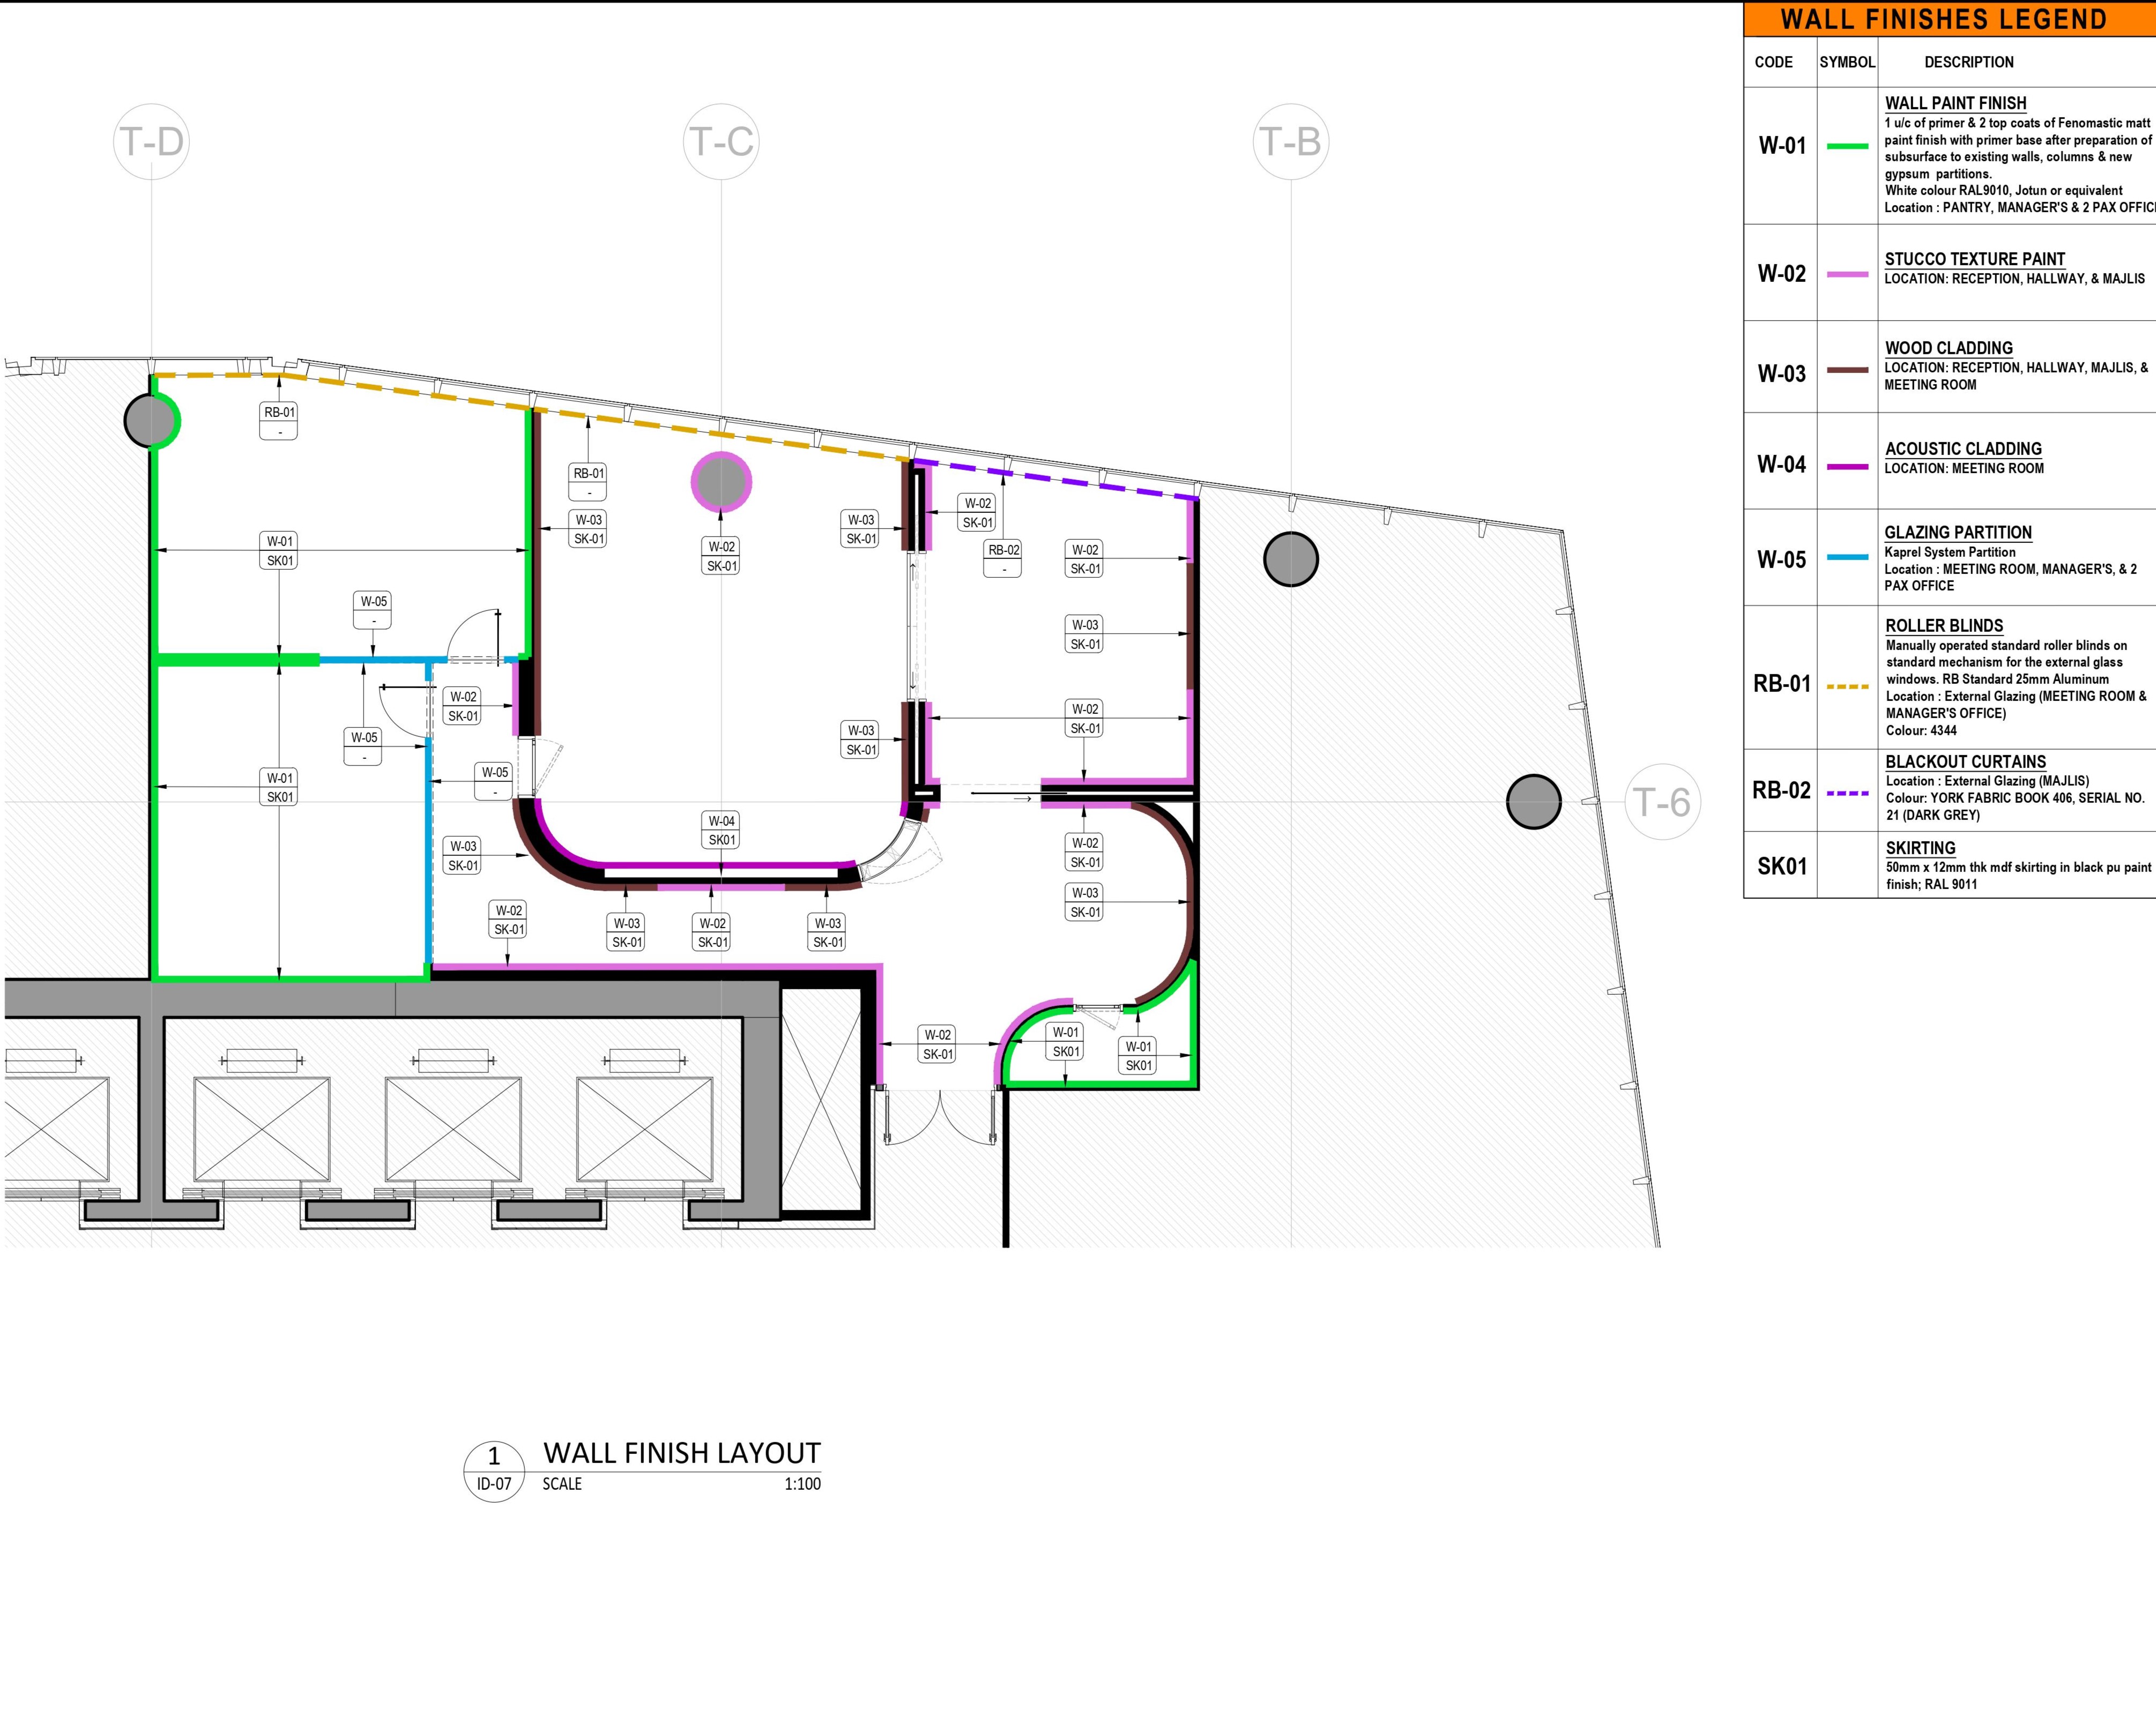 WALL FINISHES LEGEND
CODE SYMBOL DESCRIPTION
W-01
WALL PAINT FINISH
1 u/c of primer & 2 top coats of Fenomastic matt
paint finish with primer base after preparation of
subsurface to existing walls, columns & new
gypsum partitions.
White colour RAL9010, Jotun or equivalent
Location : PANTRY, MANAGER'S & 2 PAX
W-02
STUCCO TEXTURE PAINT
LOCATION: RECEPTION, HALLWAY, & MAJLIS
W-03
WOOD CLADDING
LOCATION: RECEPTION, HALLWAY, MAJLIS, &
MEETING ROOM
W-04
ACOUSTIC CLADDING
LOCATION: MEETING ROOM
W-05
GLAZING PARTITION
Kaprel System Partition
Location : MEETING ROOM, MANAGER'S, & 2
PAX OFFICE
RB-01
ROLLER BLINDS
Manually operated standard roller blinds on
standard mechanism for the external glass
windows. RB Standard 25mm Aluminum
Location : External Glazing (MEETING ROOM &
MANAGER'S OFFICE)
Colour: 4344
RB-02
BLACKOUT CURTAINS
Location : External Glazing (MAJLIS)
Colour: YORK FABRIC BOOK 406, SERIAL NO.
21 (DARK GREY)
SK01
SKIRTING
50mm x 12mm thk mdf skirting in black pu paint
finish; RAL 9011
T-D
T-C
T-B
T-6
RB-01
-
RB-01
-
W-03
SK-01
W-02
SK-01
W-03
SK-01
W-02
SK-01
RB-02
-
W-02
SK-01
W-01
SK01
W-05
-
W-03
SK-01
W-02
SK-01
W-02
SK-01
W-05
-
W-03
SK-01
W-01
SK01
W-05
-
W-04
SK01
W-03
SK-01
W-02
SK-01
W-03
SK-01
W-02
SK-01
W-03
SK-01
W-02
SK-01
W-03
SK-01
W-02
SK-01
W-01
SK01
W-01
SK01
1
ID-07
WALL FINISH LAYOUT
SCALE 1:100